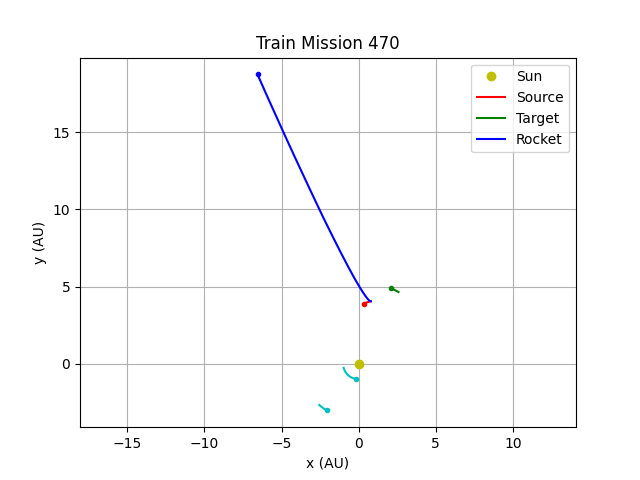 Train Mission 470
Sun
Source
Target
Rocket
15
10
5
0
y (AU)
−15
−10
−5
0
5
10
x (AU)